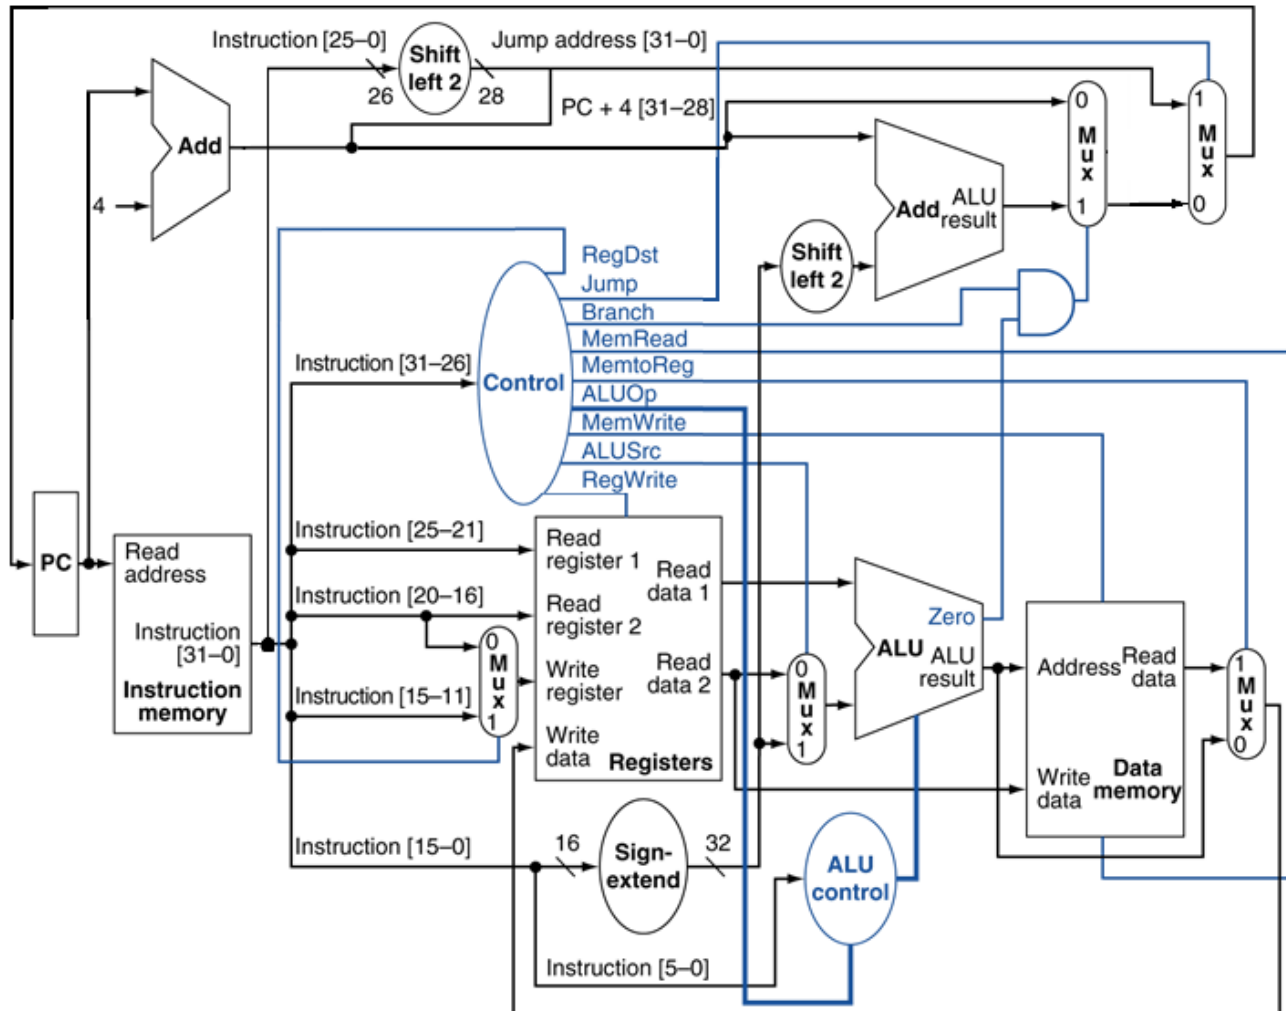 Instruction [25–0]
Shift
left 2
Jump address [31–0]
26
28
PC + 4 [31–28]
Add
4
0
Mux
1
1
Mux
0
Add
ALU
result
Shift
left 2
RegDst
Jump
Branch
MemRead
MemtoReg
ALUOp
MemWrite
ALUSrc
RegWrite
Instruction [31–26]
Control
PC
Read
address
Instruction
[31–0]
Instruction
memory
Instruction [25–21]
Instruction [20–16]
Instruction [15–11]
0
Mux
1
Read
register 1
Read
register 2
Write
register
Write
data
Read
data 1
Read
data 2
Registers
0
Mux
1
Zero
ALU
ALU
result
Address
Read
data
Write
data
Data
memory
1
Mux
0
Instruction [15–0]
16
Sign-
extend
32
ALU
control
Instruction [5–0]